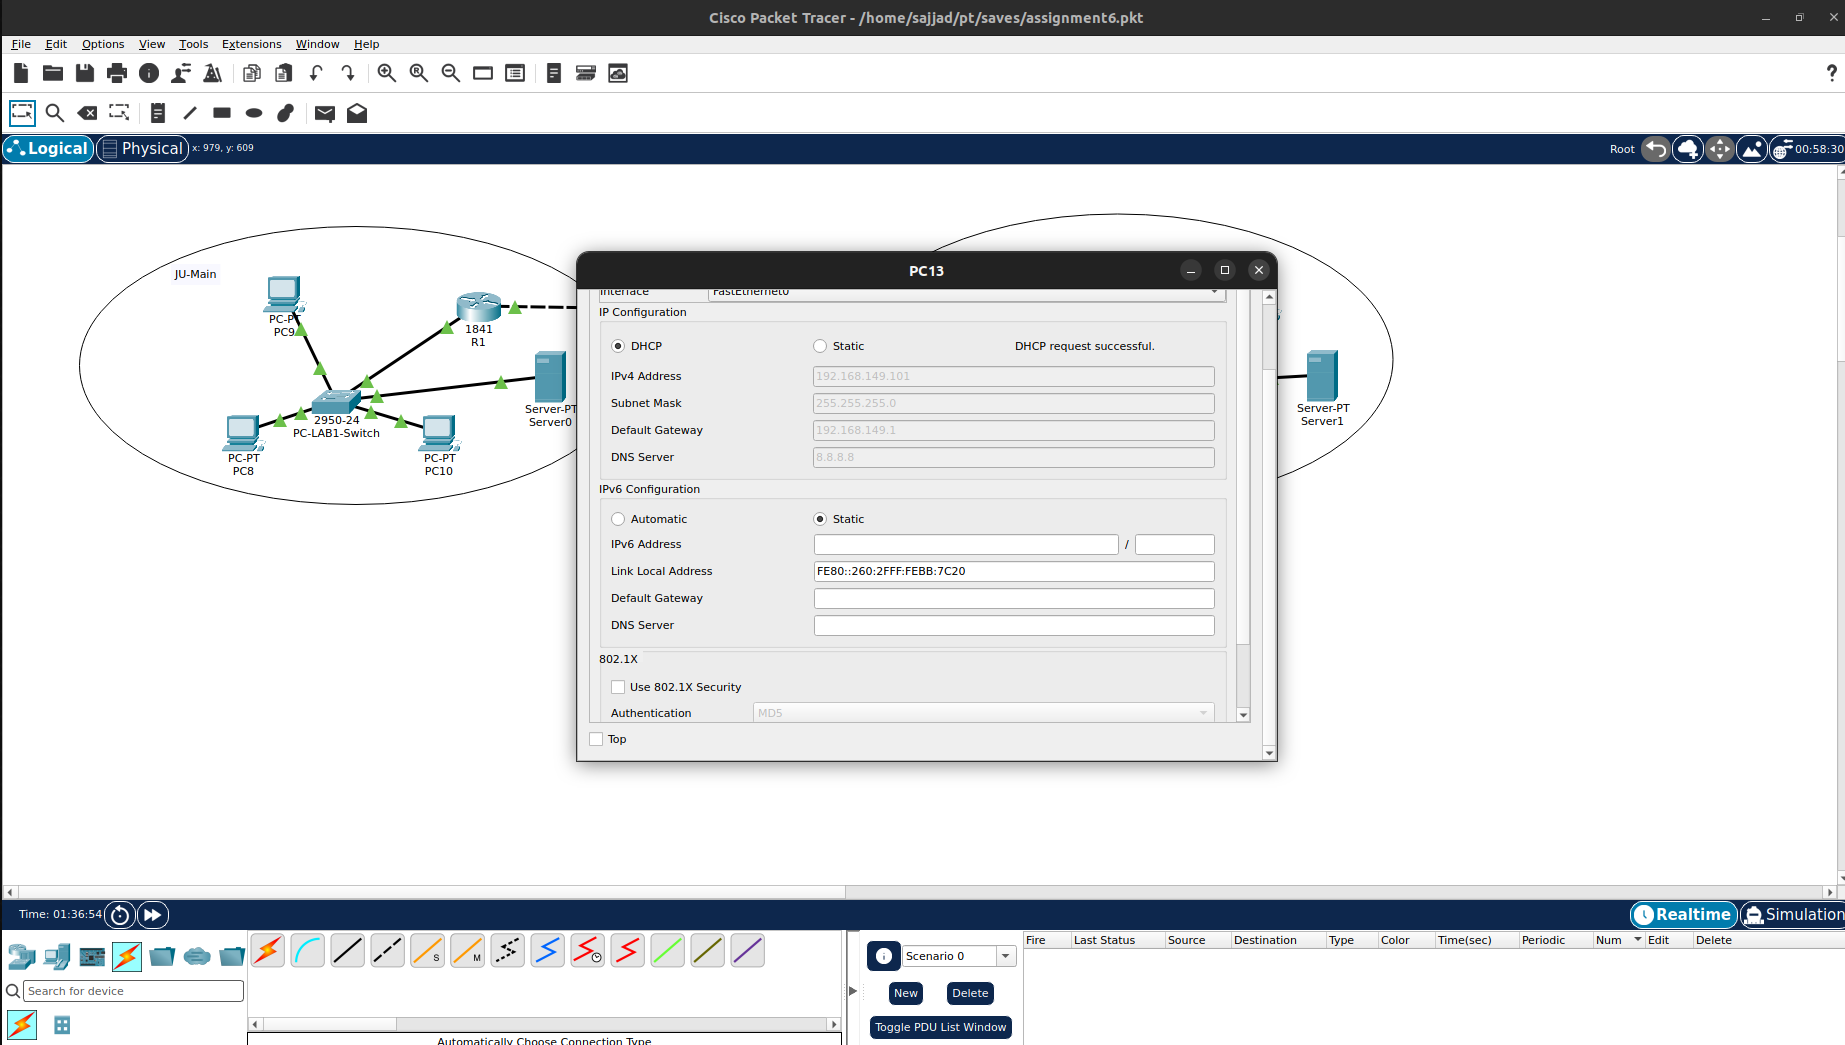 Cisco Packet Tracer - /home/sajjad/pt/saves/assignment6.pkt
File Edit Options View Tools Extensions Window Help
?
Logical Physical x: 979, y: 609 Root 00:58:30
JU-Main
PC-PT
PC9
1841
R1
Server-PT
Server0
2950-24
PC-LAB1-Switch
PC-PT
PC8
PC-PT
PC10
PC13
Interface FastEthernet0
IP Configuration
DHCP Static DHCP request successful.
IPv4 Address 192.168.149.101
Subnet Mask 255.255.255.0
Default Gateway 192.168.149.1
DNS Server 8.8.8.8
IPv6 Configuration
Automatic Static
IPv6 Address /
Link Local Address FE80::260:2FFF:FEBB:7C20
Default Gateway
DNS Server
802.1X
Use 802.1X Security
Authentication MD5
Top
Server-PT
Server1
Time: 01:36:54 Realtime Simulation
S M
Search for device
Automatically Choose Connection Type
Scenario 0
New Delete
Toggle PDU List Window
Fire Last Status Source Destination Type Color Time(sec) Periodic Num Edit Delete